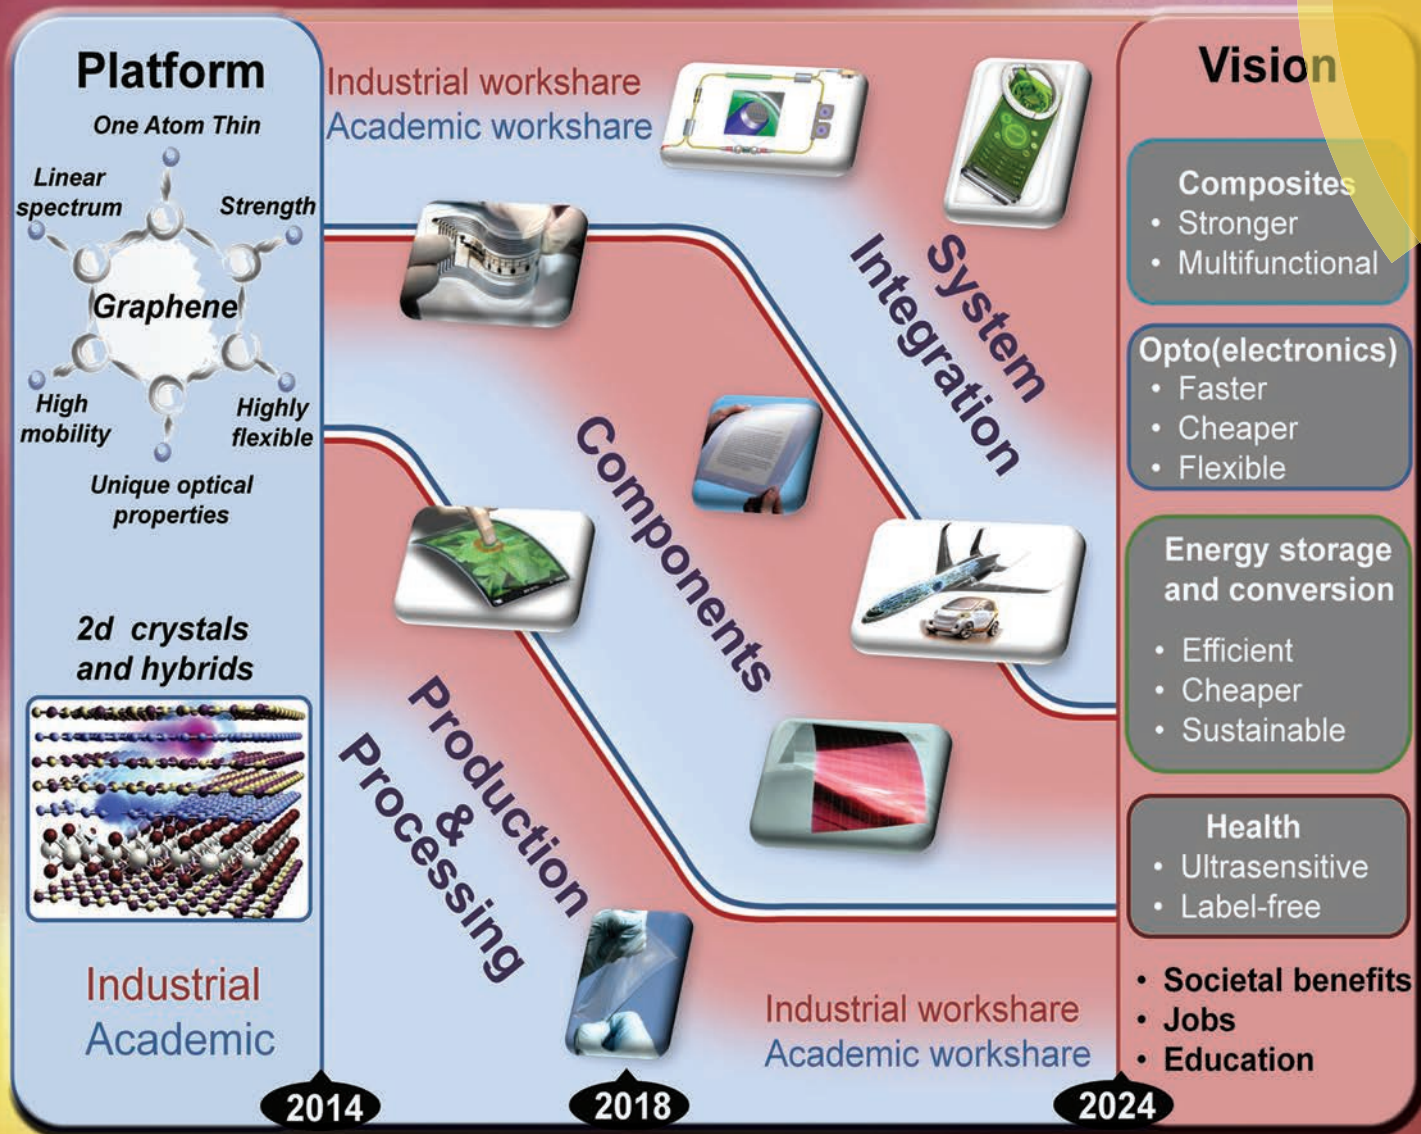 Platform
One Atom Thin
Linear
spectrum
Strength
Graphene
High
mobility
Highly
flexible
Unique optical
properties
2d crystals
and hybrids
Industrial
Academic
Industrial workshare
Academic workshare
System
Integration
Components
Production
&
Processing
Industrial workshare
Academic workshare
2014
2018
2024
Vision
Composites
• Stronger
• Multifunctional
Opto(electronics)
• Faster
• Cheaper
• Flexible
Energy storage
and conversion
• Efficient
• Cheaper
• Sustainable
Health
• Ultrasensitive
• Label-free
• Societal benefits
• Jobs
• Education